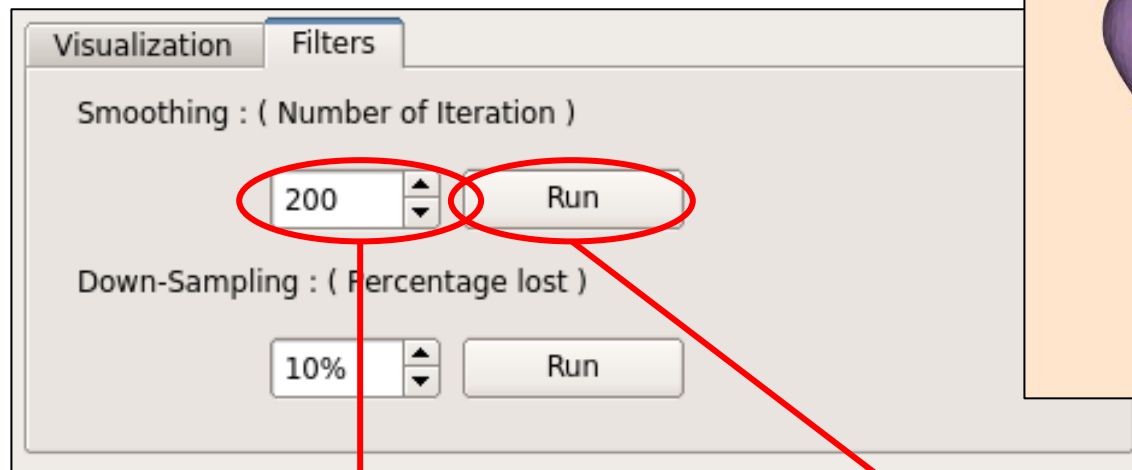 Visualization Filters
Smoothing : ( Number of Iteration )
200 Run
Down-Sampling : ( Percentage lost )
10% Run